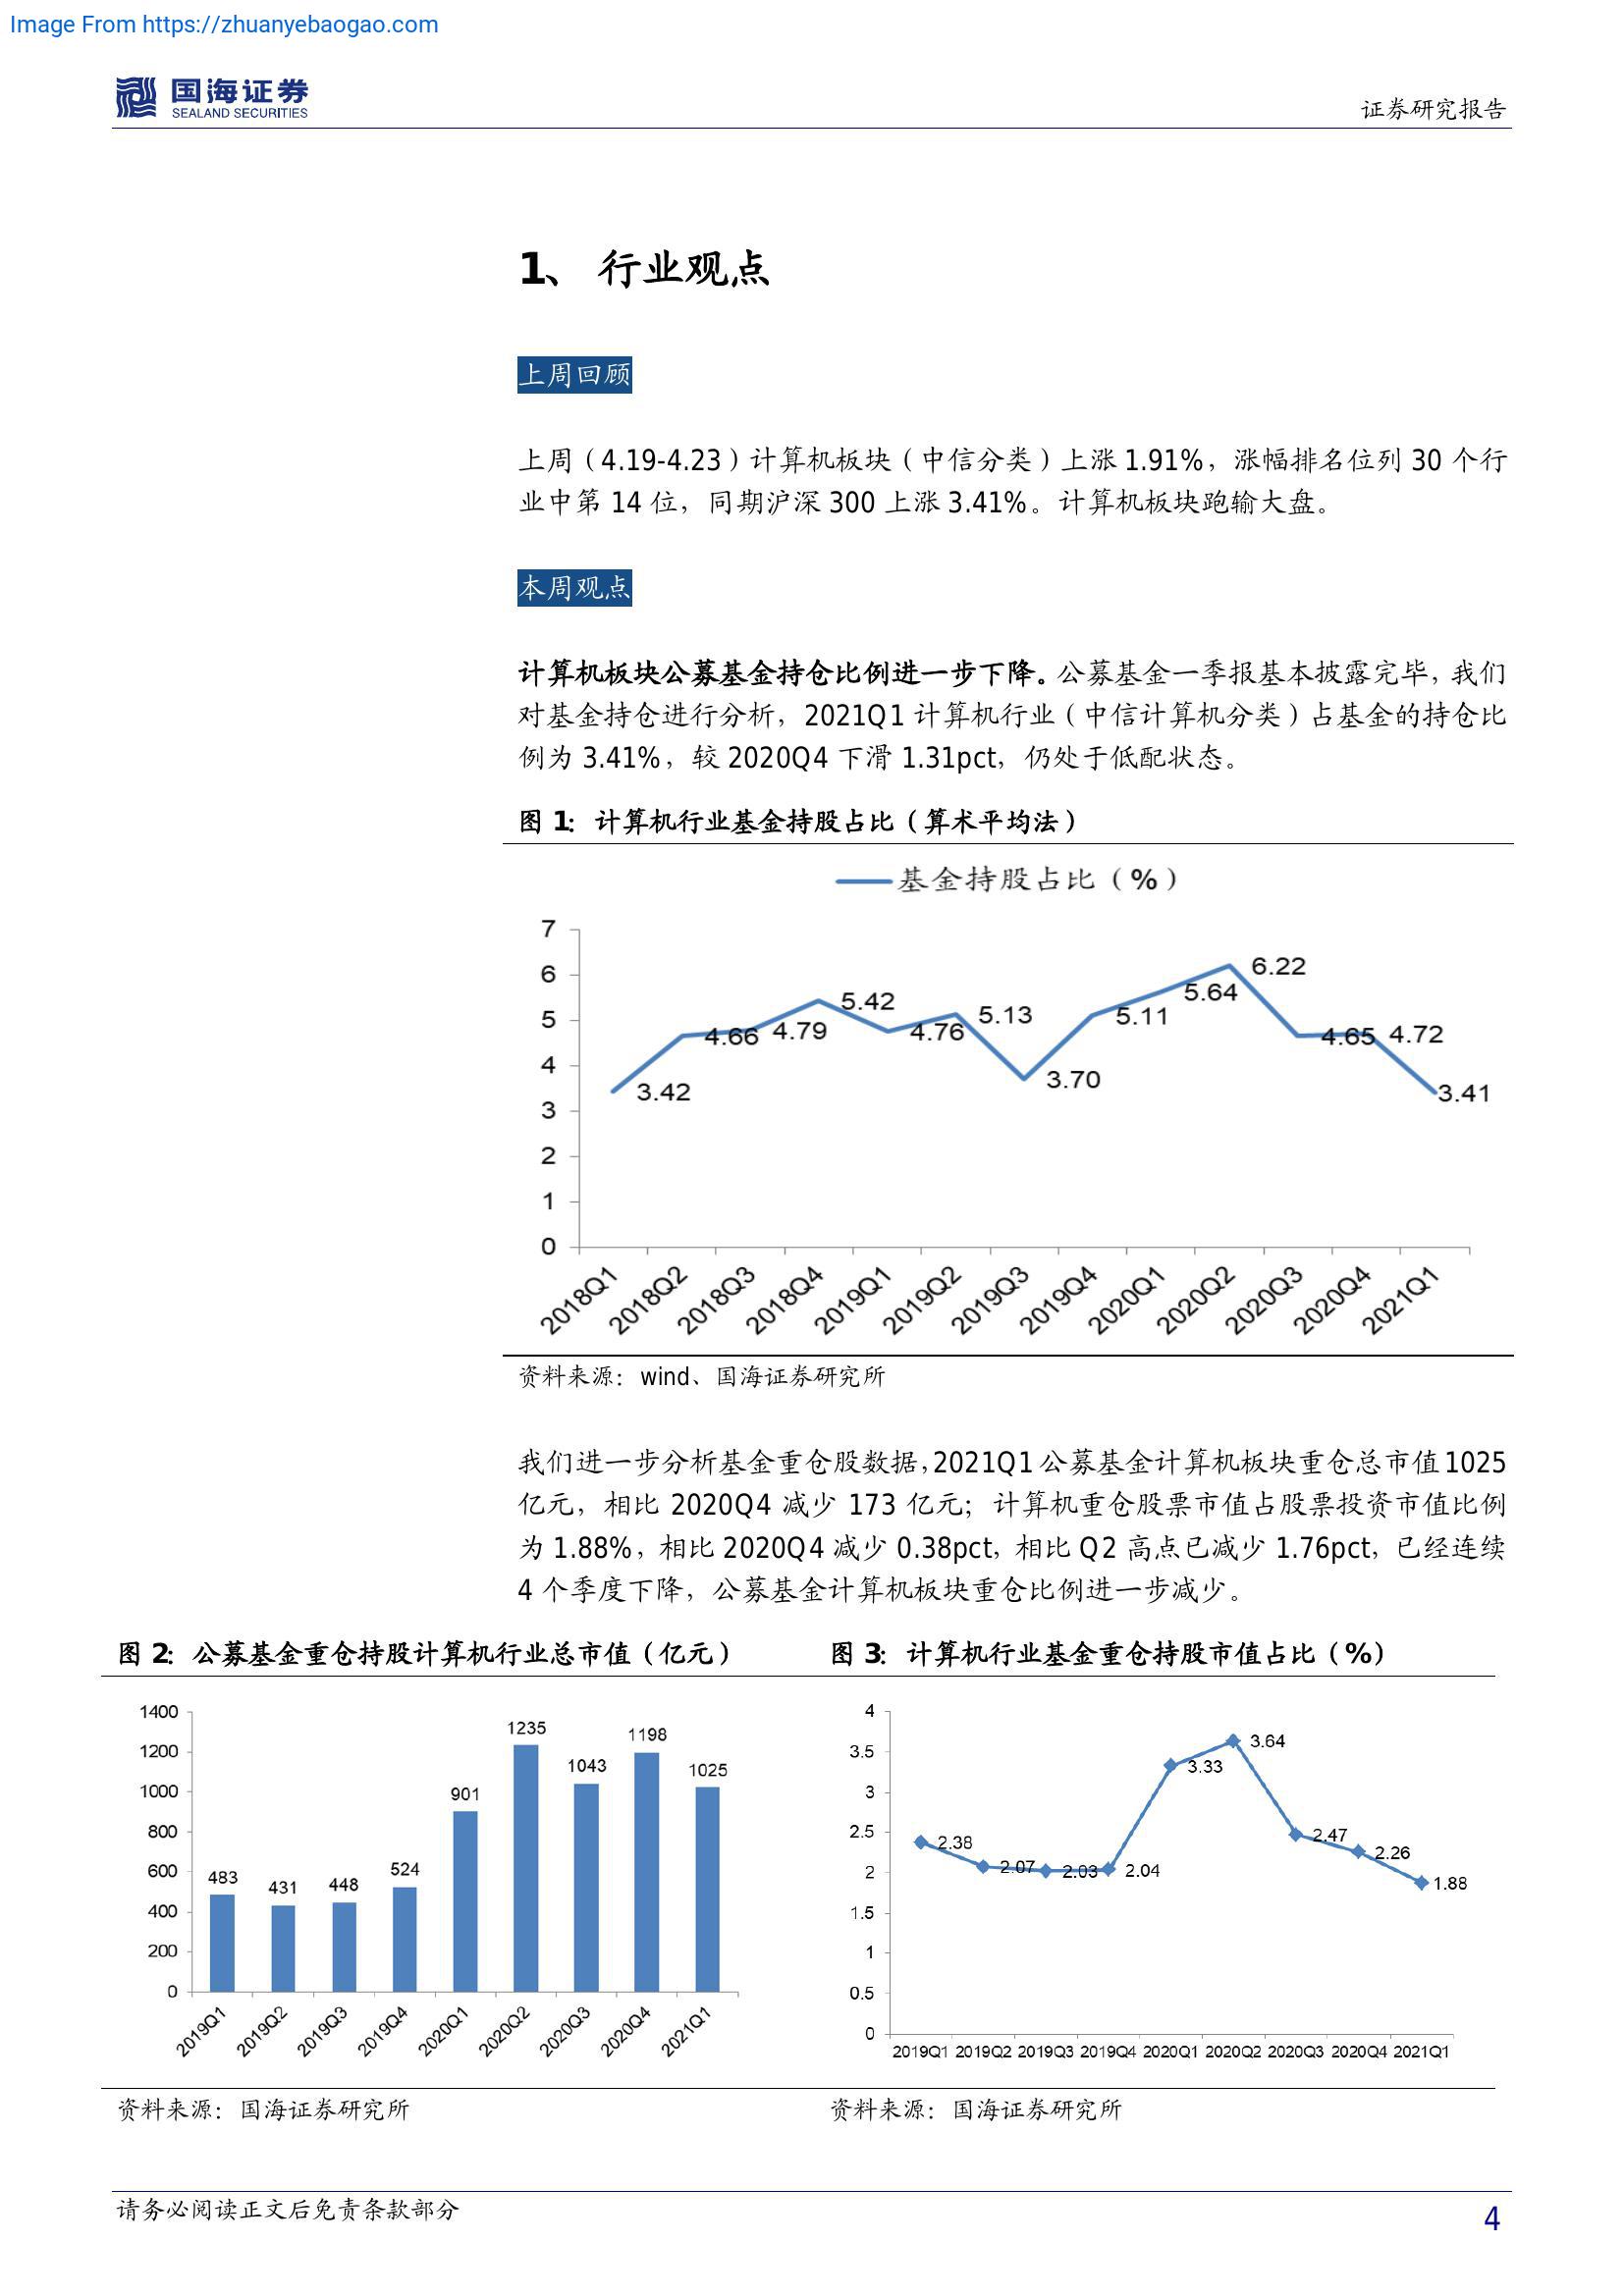 Image From https://zhuanyebaogao.com
国海证券
SEALAND SECURITIES
证券研究报告
1、 行业观点
上周回顾
上周（4.19-4.23）计算机板块（中信分类）上涨 1.91%，涨幅排名位列 30 个行
业中第 14 位，同期沪深 300 上涨 3.41%。计算机板块跑输大盘。
本周观点
计算机板块公募基金持仓比例进一步下降。公募基金一季报基本披露完毕，我们
对基金持仓进行分析，2021Q1 计算机行业（中信计算机分类）占基金的持仓比
例为 3.41%，较 2020Q4 下滑 1.31pct，仍处于低配状态。
图 1：计算机行业基金持股占比（算术平均法）
基金持股占比（%）
7
6
5
4
3
2
1
0
3.42
4.66
4.79
5.42
4.76
5.13
3.70
5.11
5.64
6.22
4.65
4.72
3.41
2018Q1
2018Q2
2018Q3
2018Q4
2019Q1
2019Q2
2019Q3
2019Q4
2020Q1
2020Q2
2020Q3
2020Q4
2021Q1
资料来源：wind、国海证券研究所
我们进一步分析基金重仓股数据，2021Q1 公募基金计算机板块重仓总市值 1025
亿元，相比 2020Q4 减少 173 亿元；计算机重仓股票市值占股票投资市值比例
为 1.88%，相比 2020Q4 减少 0.38pct，相比 Q2 高点已减少 1.76pct，已经连续
4 个季度下降，公募基金计算机板块重仓比例进一步减少。
图 2：公募基金重仓持股计算机行业总市值（亿元）
1400
1200
1000
800
600
400
200
0
483
431
448
524
901
1235
1043
1198
1025
2019Q1
2019Q2
2019Q3
2019Q4
2020Q1
2020Q2
2020Q3
2020Q4
2021Q1
资料来源：国海证券研究所
图 3：计算机行业基金重仓持股市值占比（%）
4
3.5
3
2.5
2
1.5
1
0.5
0
2.38
2.07
2.03
2.04
3.33
3.64
2.47
2.26
1.88
2019Q1 2019Q2 2019Q3 2019Q4 2020Q1 2020Q2 2020Q3 2020Q4 2021Q1
资料来源：国海证券研究所
请务必阅读正文后免责条款部分
4